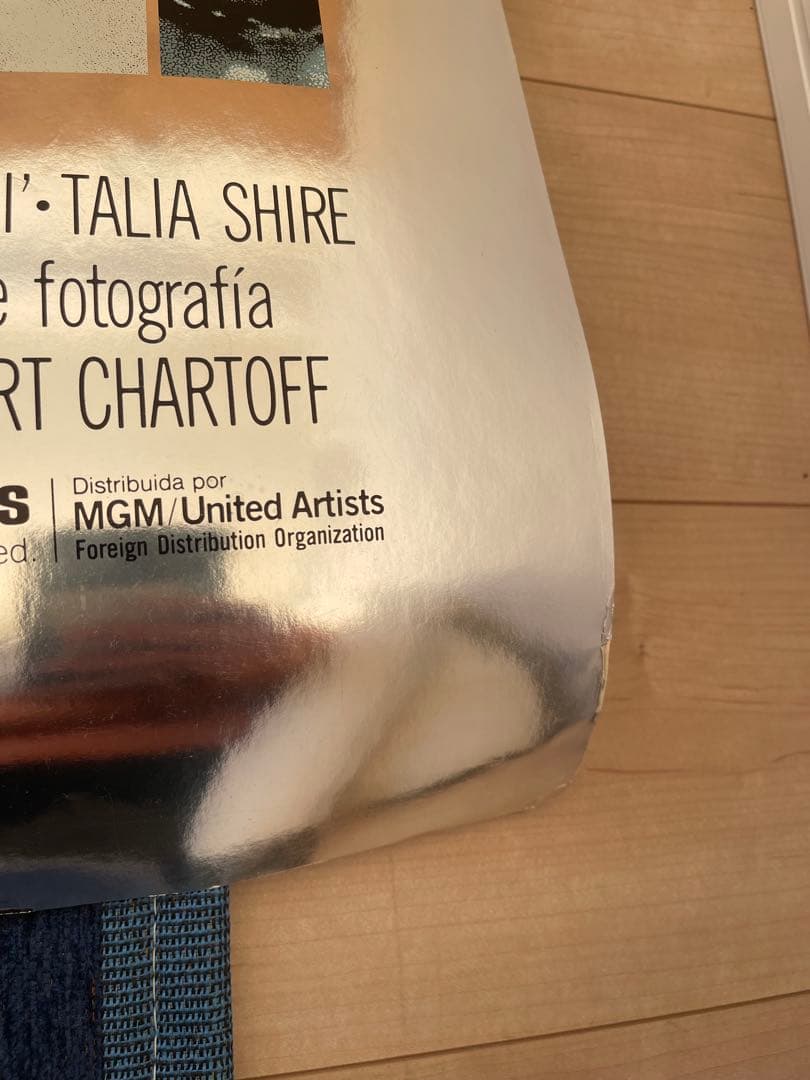 l'•TALIA SHIRE
e fotografía
RT CHARTOFF
S
Distribuida por
MGM/United Artists
ed. Foreign Distribution Organization